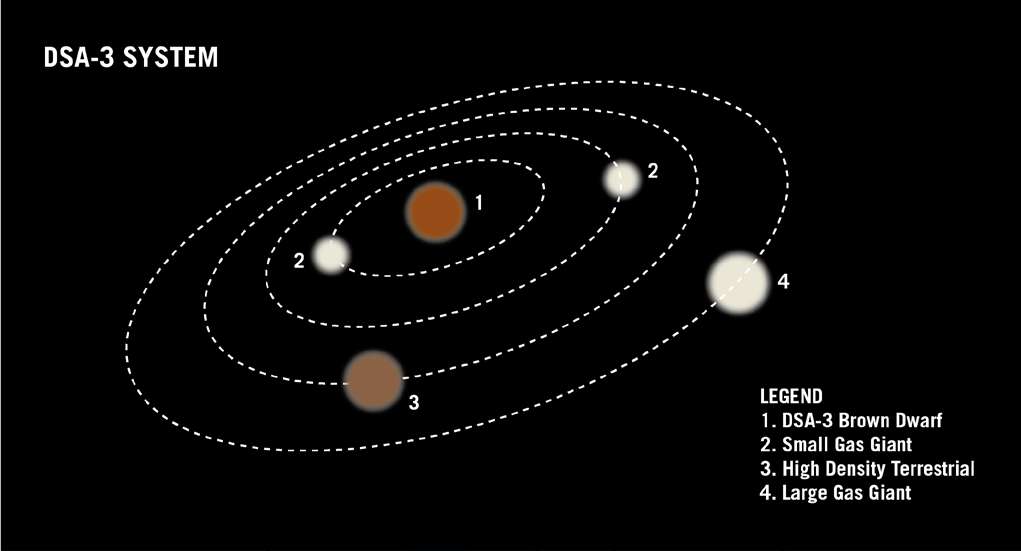 DSA-3 SYSTEM
2
1
2
4
3
LEGEND
1. DSA-3 Brown Dwarf
2. Small Gas Giant
3. High Density Terrestrial
4. Large Gas Giant